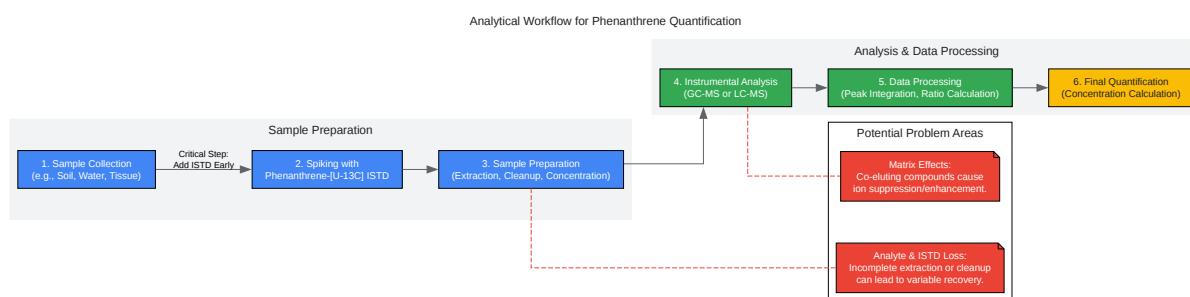 Analytical Workflow for Phenanthrene Quantification
Sample Preparation
1. Sample Collection
(e.g., Soil, Water, Tissue)
Critical Step:
Add ISTD Early
2. Spiking with
Phenanthrene-[U-13C] ISTD
3. Sample Preparation
(Extraction, Cleanup, Concentration)
Analysis & Data Processing
4. Instrumental Analysis
(GC-MS or LC-MS)
5. Data Processing
(Peak Integration, Ratio Calculation)
6. Final Quantification
(Concentration Calculation)
Potential Problem Areas
Matrix Effects:
Co-eluting compounds cause
ion suppression/enhancement.
Analyte & ISTD Loss:
Incomplete extraction or cleanup
can lead to variable recovery.